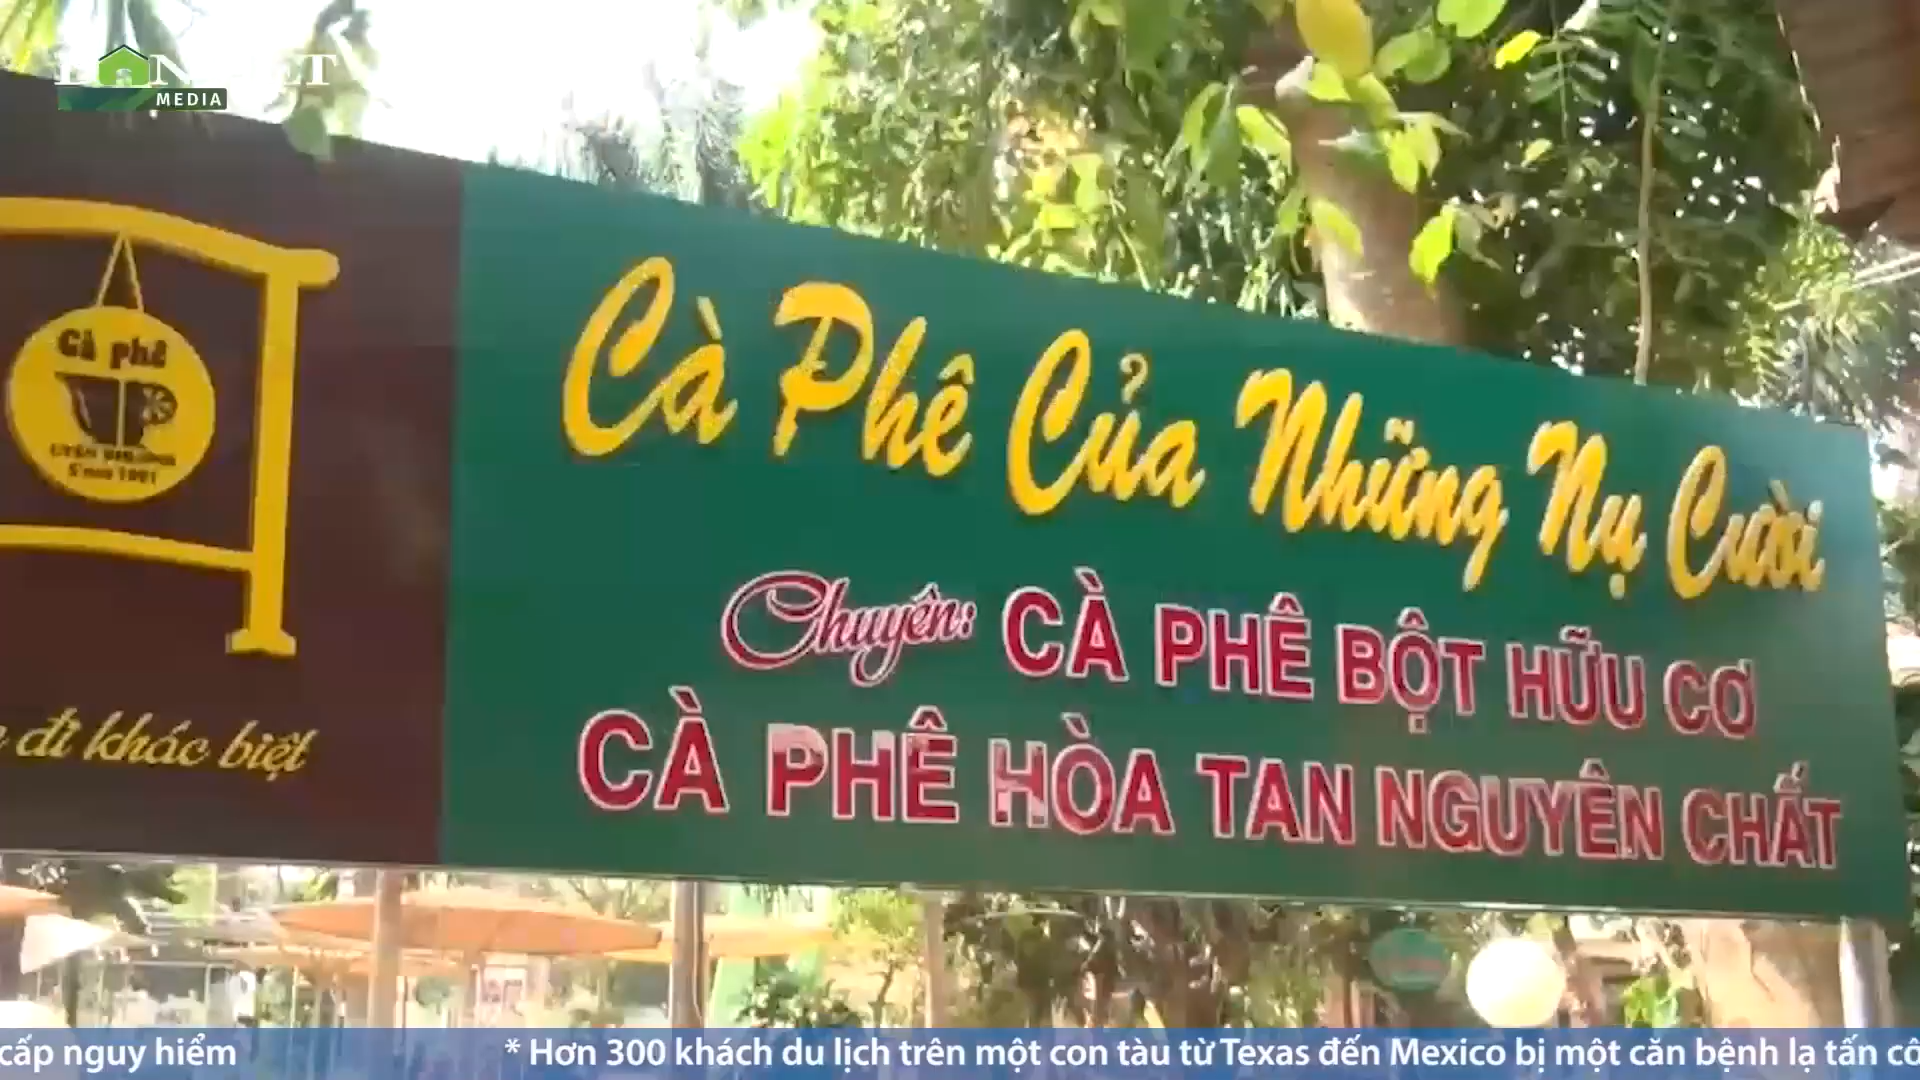 MEDIA
Cà phê
Since 1991
đi khác biệt
Cà Phê Của Những Nụ Cười
Chuyên: CÀ PHÊ BỘT HỮU CƠ
CÀ PHÊ HÒA TAN NGUYÊN CHẤT
cấp nguy hiểm * Hơn 300 khách du lịch trên một con tàu từ Texas đến Mexico bị một căn bệnh lạ tấn cô